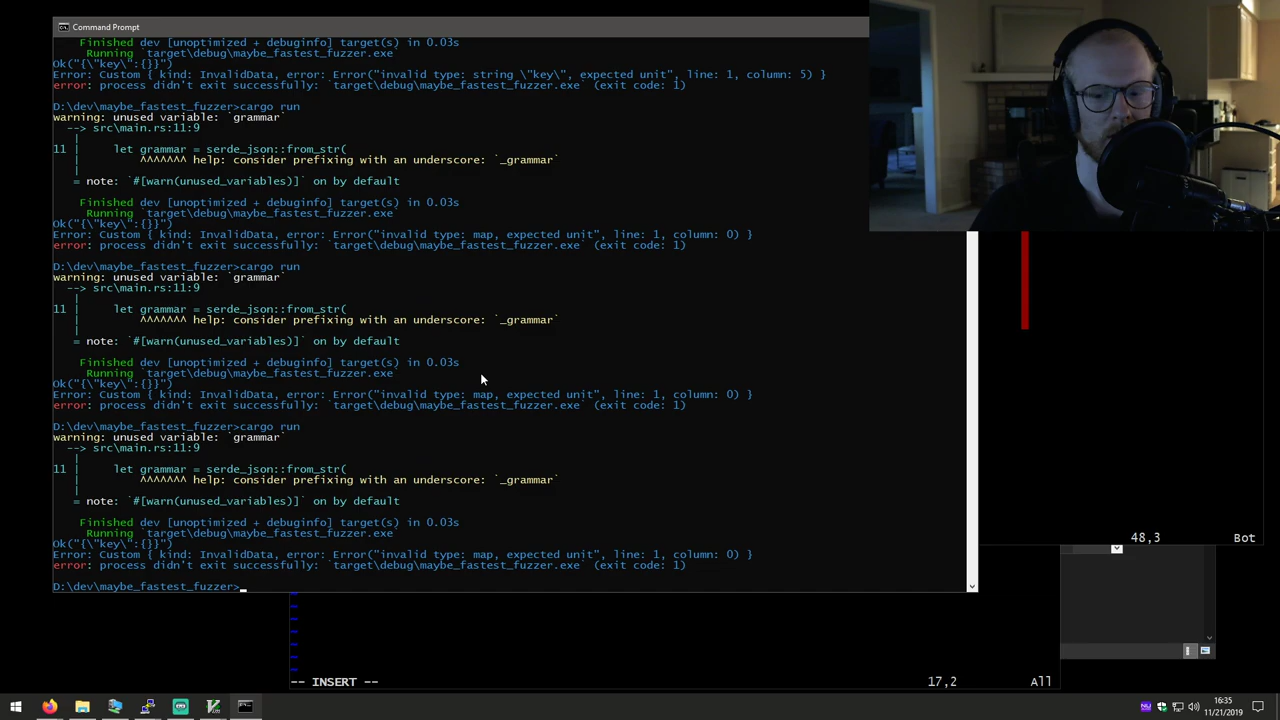 Command Prompt
Finished dev [unoptimized + debuginfo] target(s) in 0.03s
Running `target\debug\maybe_fastest_fuzzer.exe`
Ok("{\"key\":{}}")
Error: Custom { kind: InvalidData, error: Error("invalid type: string \"key\", expected unit", line: 1, column: 5) }
error: process didn't exit successfully: `target\debug\maybe_fastest_fuzzer.exe` (exit code: 1)
D:\dev\maybe_fastest_fuzzer>cargo run
warning: unused variable: `grammar`
--> src\main.rs:11:9
|
11 | let grammar = serde_json::from_str(
| ^^^^^^^ help: consider prefixing with an underscore: `_grammar`
|
= note: `#[warn(unused_variables)]` on by default
Finished dev [unoptimized + debuginfo] target(s) in 0.03s
Running `target\debug\maybe_fastest_fuzzer.exe`
Ok("{\"key\":{}}")
Error: Custom { kind: InvalidData, error: Error("invalid type: map, expected unit", line: 1, column: 0) }
error: process didn't exit successfully: `target\debug\maybe_fastest_fuzzer.exe` (exit code: 1)
D:\dev\maybe_fastest_fuzzer>cargo run
warning: unused variable: `grammar`
--> src\main.rs:11:9
|
11 | let grammar = serde_json::from_str(
| ^^^^^^^ help: consider prefixing with an underscore: `_grammar`
|
= note: `#[warn(unused_variables)]` on by default
Finished dev [unoptimized + debuginfo] target(s) in 0.03s
Running `target\debug\maybe_fastest_fuzzer.exe`
Ok("{\"key\":{}}")
Error: Custom { kind: InvalidData, error: Error("invalid type: map, expected unit", line: 1, column: 0) }
error: process didn't exit successfully: `target\debug\maybe_fastest_fuzzer.exe` (exit code: 1)
D:\dev\maybe_fastest_fuzzer>cargo run
warning: unused variable: `grammar`
--> src\main.rs:11:9
|
11 | let grammar = serde_json::from_str(
| ^^^^^^^ help: consider prefixing with an underscore: `_grammar`
|
= note: `#[warn(unused_variables)]` on by default
Finished dev [unoptimized + debuginfo] target(s) in 0.03s
Running `target\debug\maybe_fastest_fuzzer.exe`
Ok("{\"key\":{}}")
Error: Custom { kind: InvalidData, error: Error("invalid type: map, expected unit", line: 1, column: 0) }
error: process didn't exit successfully: `target\debug\maybe_fastest_fuzzer.exe` (exit code: 1)
D:\dev\maybe_fastest_fuzzer>
48,3 Bot
~
~
~
~
~
~
-- INSERT -- 17,2 All
16:35
11/21/2019